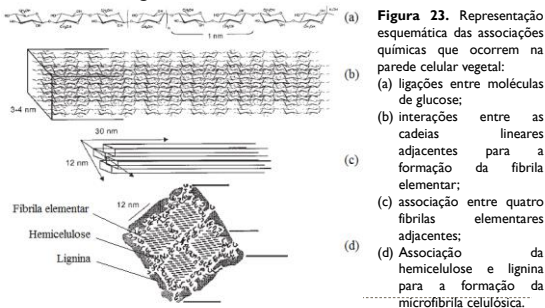 (a)
1 nm
(b)
3-4 nm
30 nm
12 nm
(c)
12 nm
Fibrila elementar
Hemicelulose
Lignina
(d)
Figura 23. Representação
esquemática das associações
químicas que ocorrem na
parede celular vegetal:
(a) ligações entre moléculas
de glucose;
(b) interações entre as
cadeias lineares
adjacentes para a
formação da fibrila
elementar;
(c) associação entre quatro
fibrilas elementares
adjacentes;
(d) Associação da
hemicelulose e lignina
para a formação da
microfibrila celulósica.